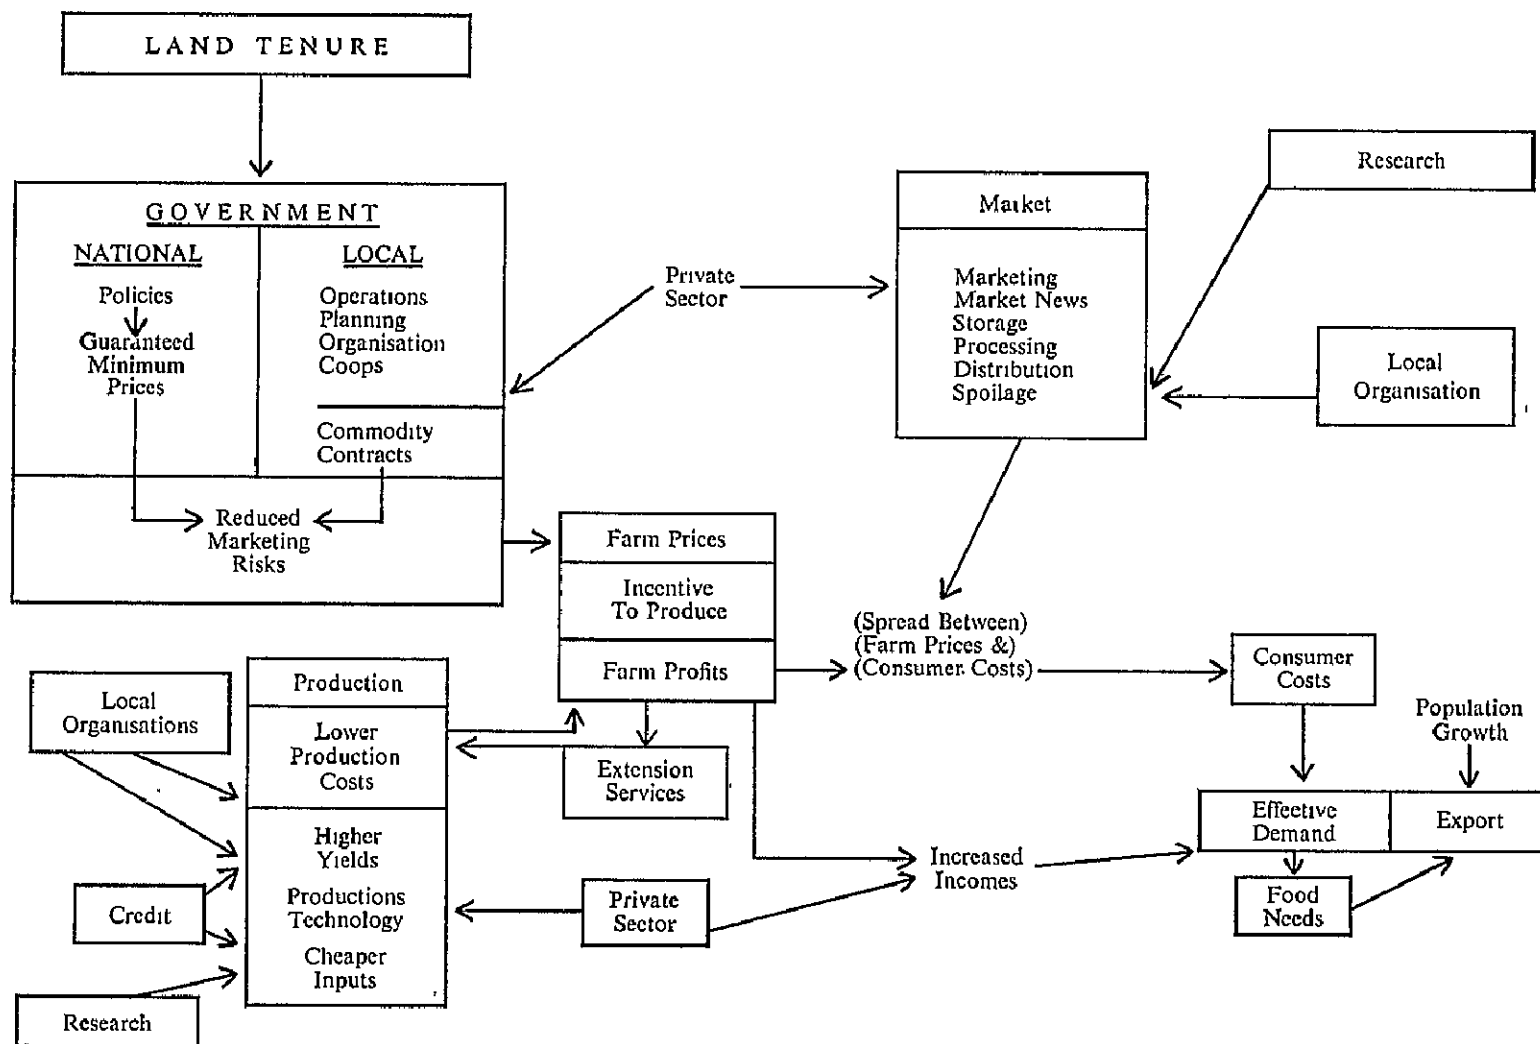 LAND TENURE
GOVERNMENT
NATIONAL
Policies
Guaranteed
Minimum
Prices
LOCAL
Operations
Planning
Organisation
Coops
Commodity
Contracts
Reduced
Marketing
Risks
Private
Sector
Market
Marketing
Market News
Storage
Processing
Distribution
Spoilage
Research
Local
Organisation
Farm Prices
Incentive
To Produce
Farm Profits
(Spread Between)
(Farm Prices &)
(Consumer Costs)
Consumer
Costs
Population
Growth
Local
Organisations
Production
Lower
Production
Costs
Higher
Yields
Productions
Technology
Cheaper
Inputs
Extension
Services
Credit
Research
Private
Sector
Increased
Incomes
Effective
Demand
Export
Food
Needs